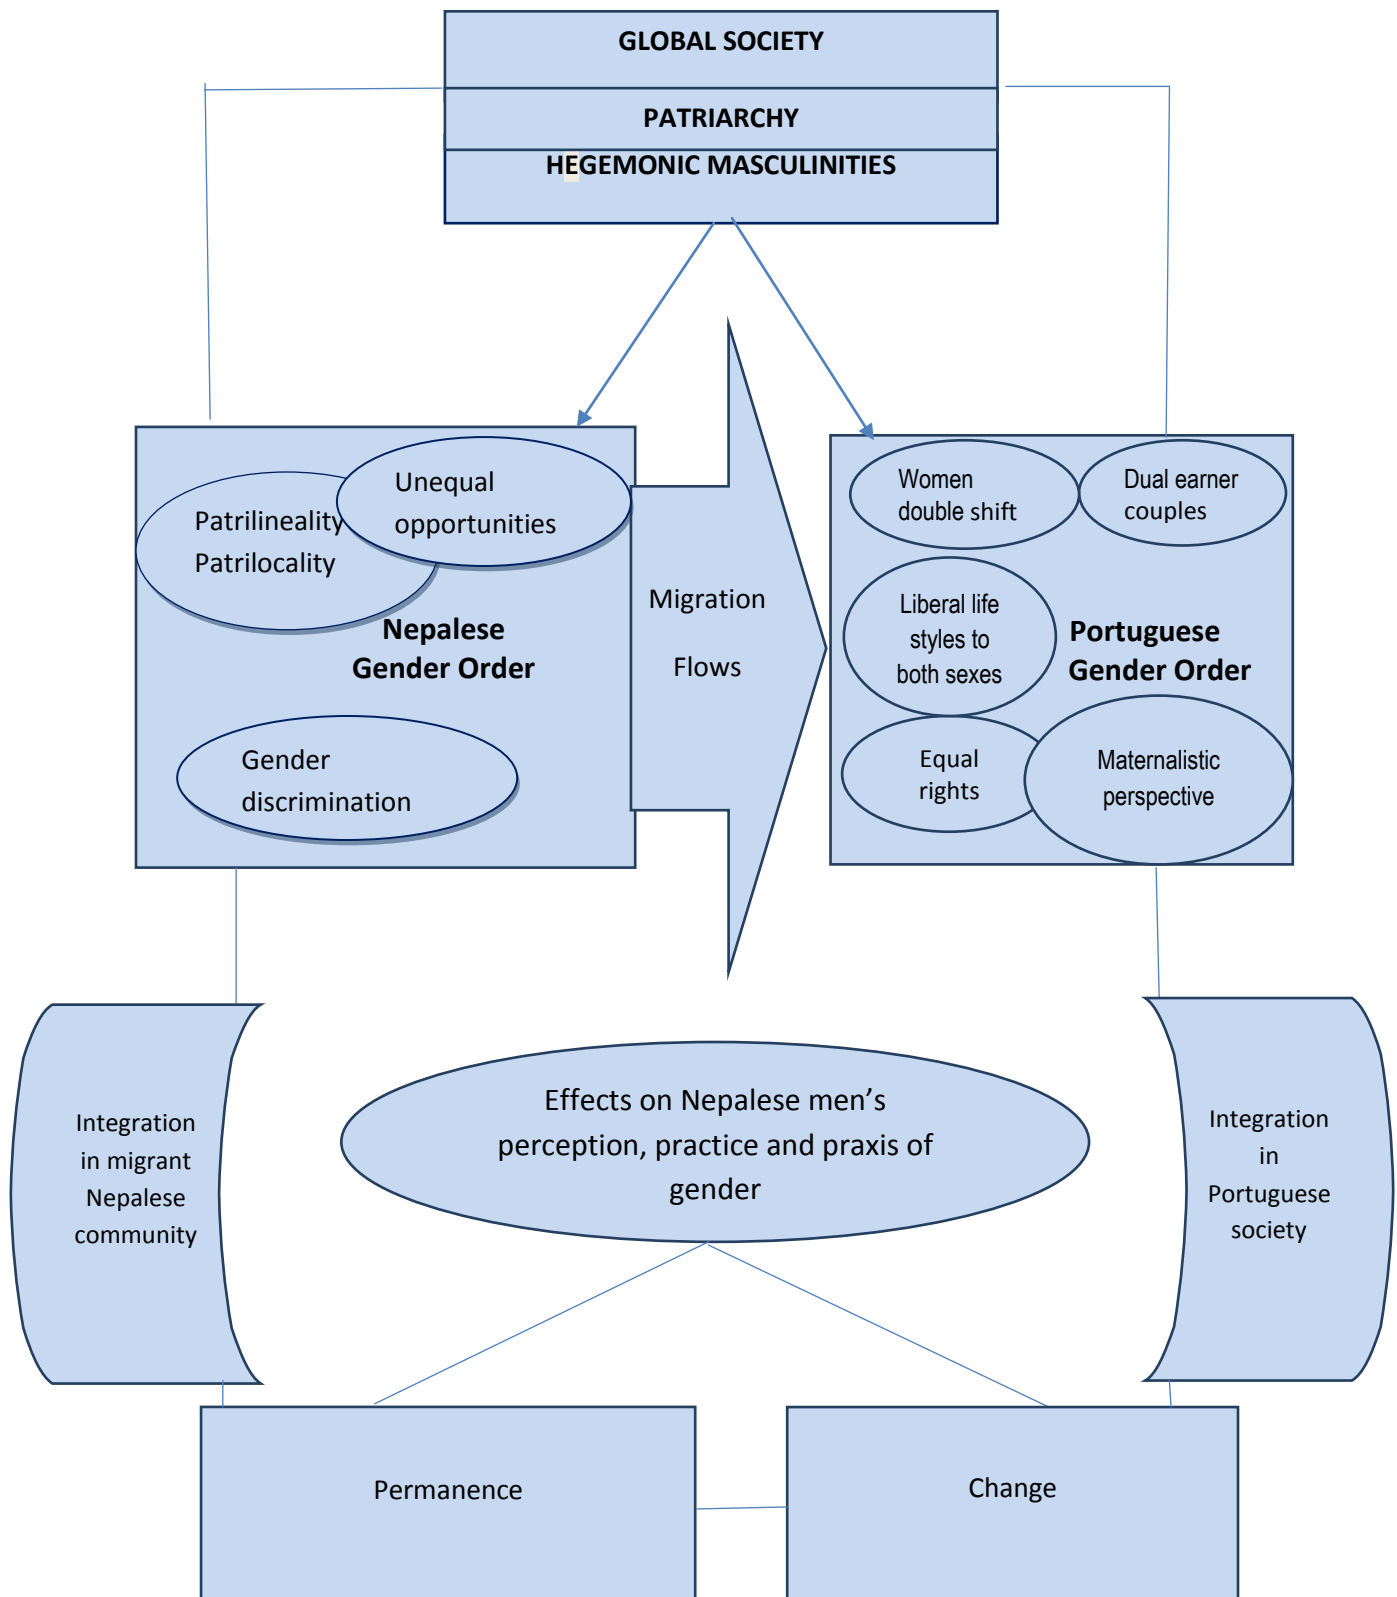 GLOBAL SOCIETY
PATRIARCHY
HEGEMONIC MASCULINITIES
Unequal
opportunities
Patrilineality
Patrilocality
Nepalese
Gender Order
Gender
discrimination
Migration
Flows
Women
double shift
Dual earner
couples
Liberal life
styles to
both sexes
Portuguese
Gender Order
Equal
rights
Maternalistic
perspective
Integration
in migrant
Nepalese
community
Effects on Nepalese men’s
perception, practice and praxis of
gender
Integration
in
Portuguese
society
Permanence
Change